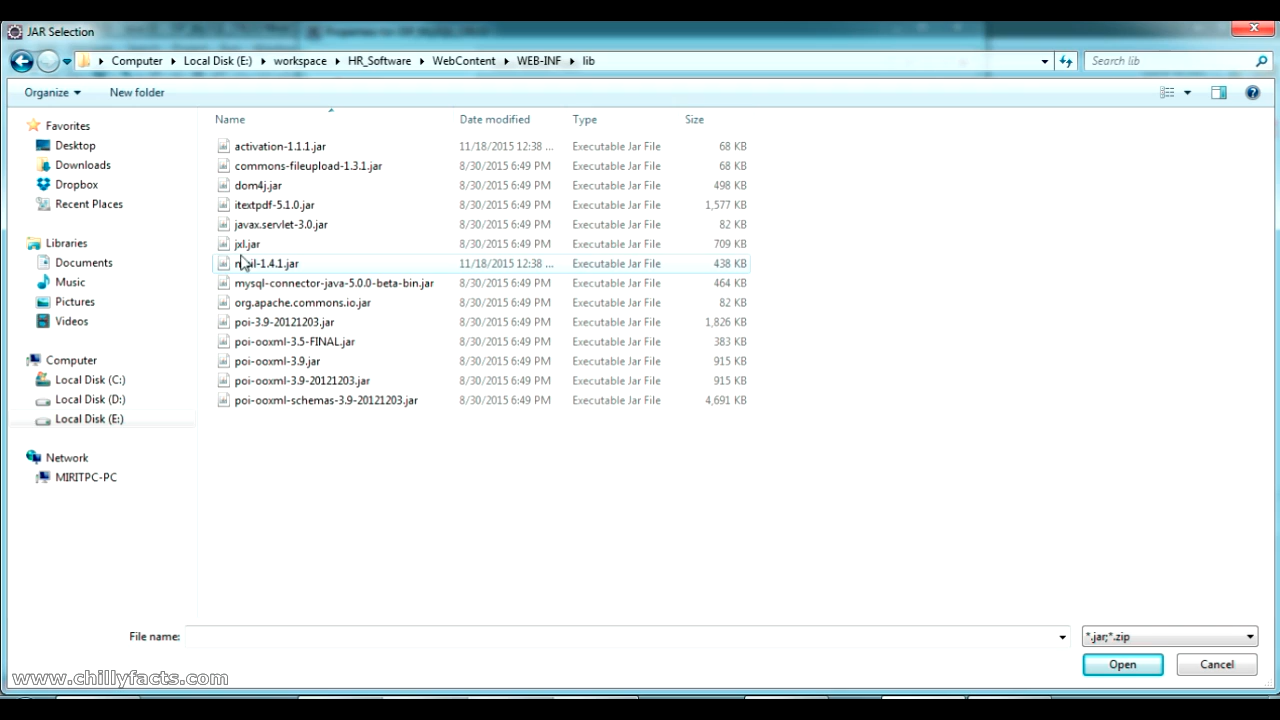 JAR Selection
Computer Local Disk (E:) workspace HR_Software WebContent WEB-INF lib Search lib
Organize New folder
Name Date modified Type Size
Favorites
Desktop
Downloads
Dropbox
Recent Places
Libraries
Documents
Music
Pictures
Videos
Computer
Local Disk (C:)
Local Disk (D:)
Local Disk (E:)
Network
MIRITPC-PC
activation-1.1.1.jar 11/18/2015 12:38 ... Executable Jar File 68 KB
commons-fileupload-1.3.1.jar 8/30/2015 6:49 PM Executable Jar File 68 KB
dom4j.jar 8/30/2015 6:49 PM Executable Jar File 498 KB
itextpdf-5.1.0.jar 8/30/2015 6:49 PM Executable Jar File 1,577 KB
javax.servlet-3.0.jar 8/30/2015 6:49 PM Executable Jar File 82 KB
jxl.jar 8/30/2015 6:49 PM Executable Jar File 709 KB
mail-1.4.1.jar 11/18/2015 12:38 ... Executable Jar File 438 KB
mysql-connector-java-5.0.0-beta-bin.jar 8/30/2015 6:49 PM Executable Jar File 464 KB
org.apache.commons.io.jar 8/30/2015 6:49 PM Executable Jar File 82 KB
poi-3.9-20121203.jar 8/30/2015 6:49 PM Executable Jar File 1,826 KB
poi-ooxml-3.5-FINAL.jar 8/30/2015 6:49 PM Executable Jar File 383 KB
poi-ooxml-3.9.jar 8/30/2015 6:49 PM Executable Jar File 915 KB
poi-ooxml-3.9-20121203.jar 8/30/2015 6:49 PM Executable Jar File 915 KB
poi-ooxml-schemas-3.9-20121203.jar 8/30/2015 6:49 PM Executable Jar File 4,691 KB
File name: *.jar;*.zip
Open Cancel
www.chillyfacts.com